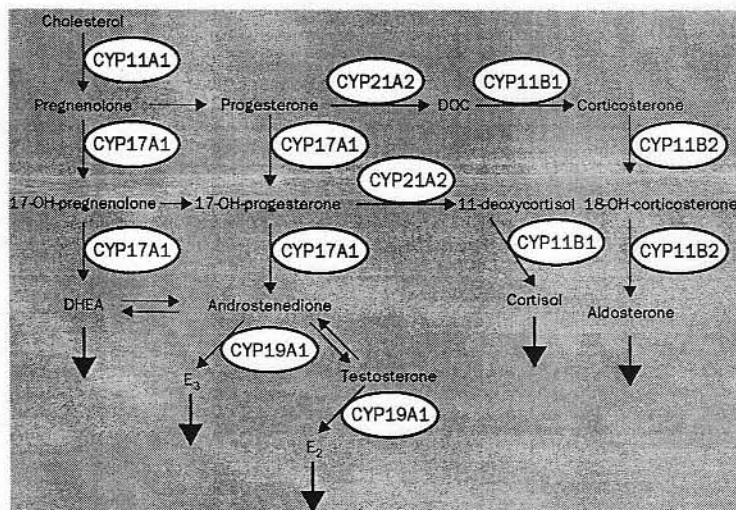 Cholesterol
CYP11A1
CYP21A2
CYP11B1
Pregnenolone
Progesterone
DOC
Corticosterone
CYP17A1
CYP17A1
CYP11B2
CYP21A2
17-OH-pregnenolone
17-OH-progesterone
11-deoxycortisol
18-OH-corticosterone
CYP17A1
CYP17A1
CYP11B1
CYP11B2
DHEA
Androstenedione
Cortisol
Aldosterone
CYP19A1
E3
Testosterone
CYP19A1
E2